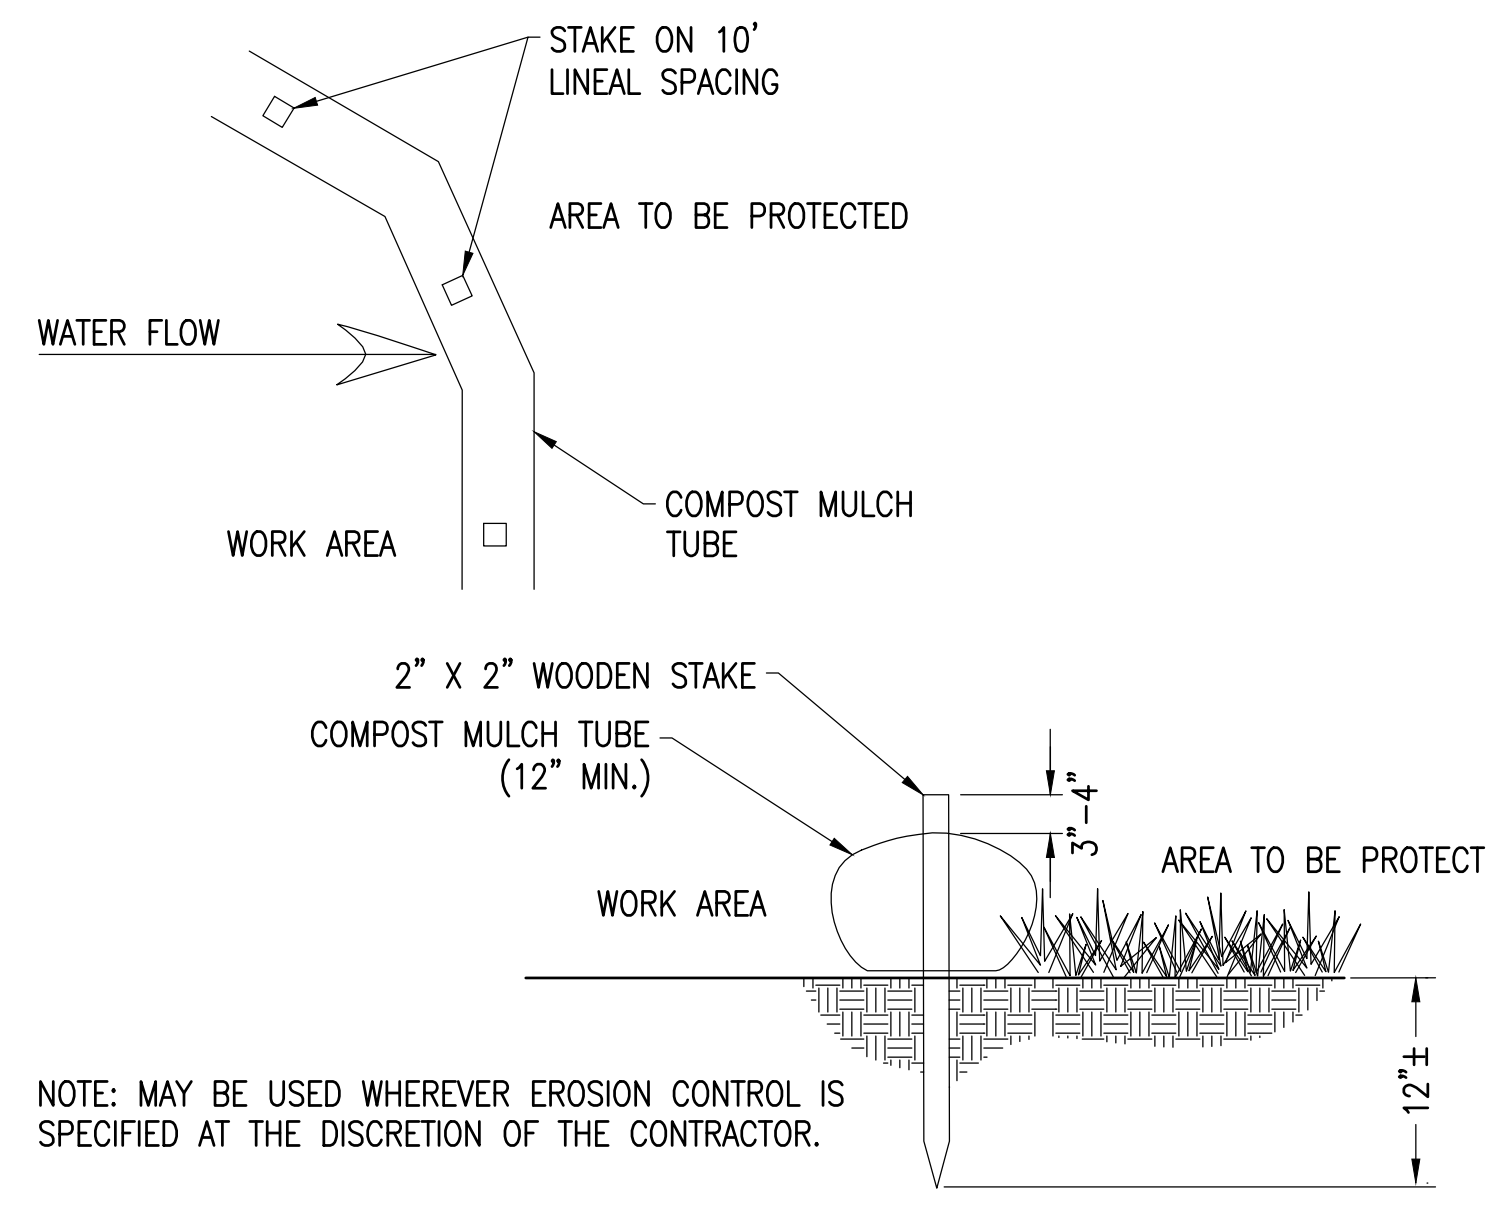 STAKE ON 10'
LINEAL SPACING
AREA TO BE PROTECTED
WATER FLOW
COMPOST MULCH
TUBE
WORK AREA
2" X 2" WOODEN STAKE
COMPOST MULCH TUBE
(12" MIN.)
3"-4"
AREA TO BE PROTECT
WORK AREA
12"±
NOTE: MAY BE USED WHEREVER EROSION CONTROL IS
SPECIFIED AT THE DISCRETION OF THE CONTRACTOR.